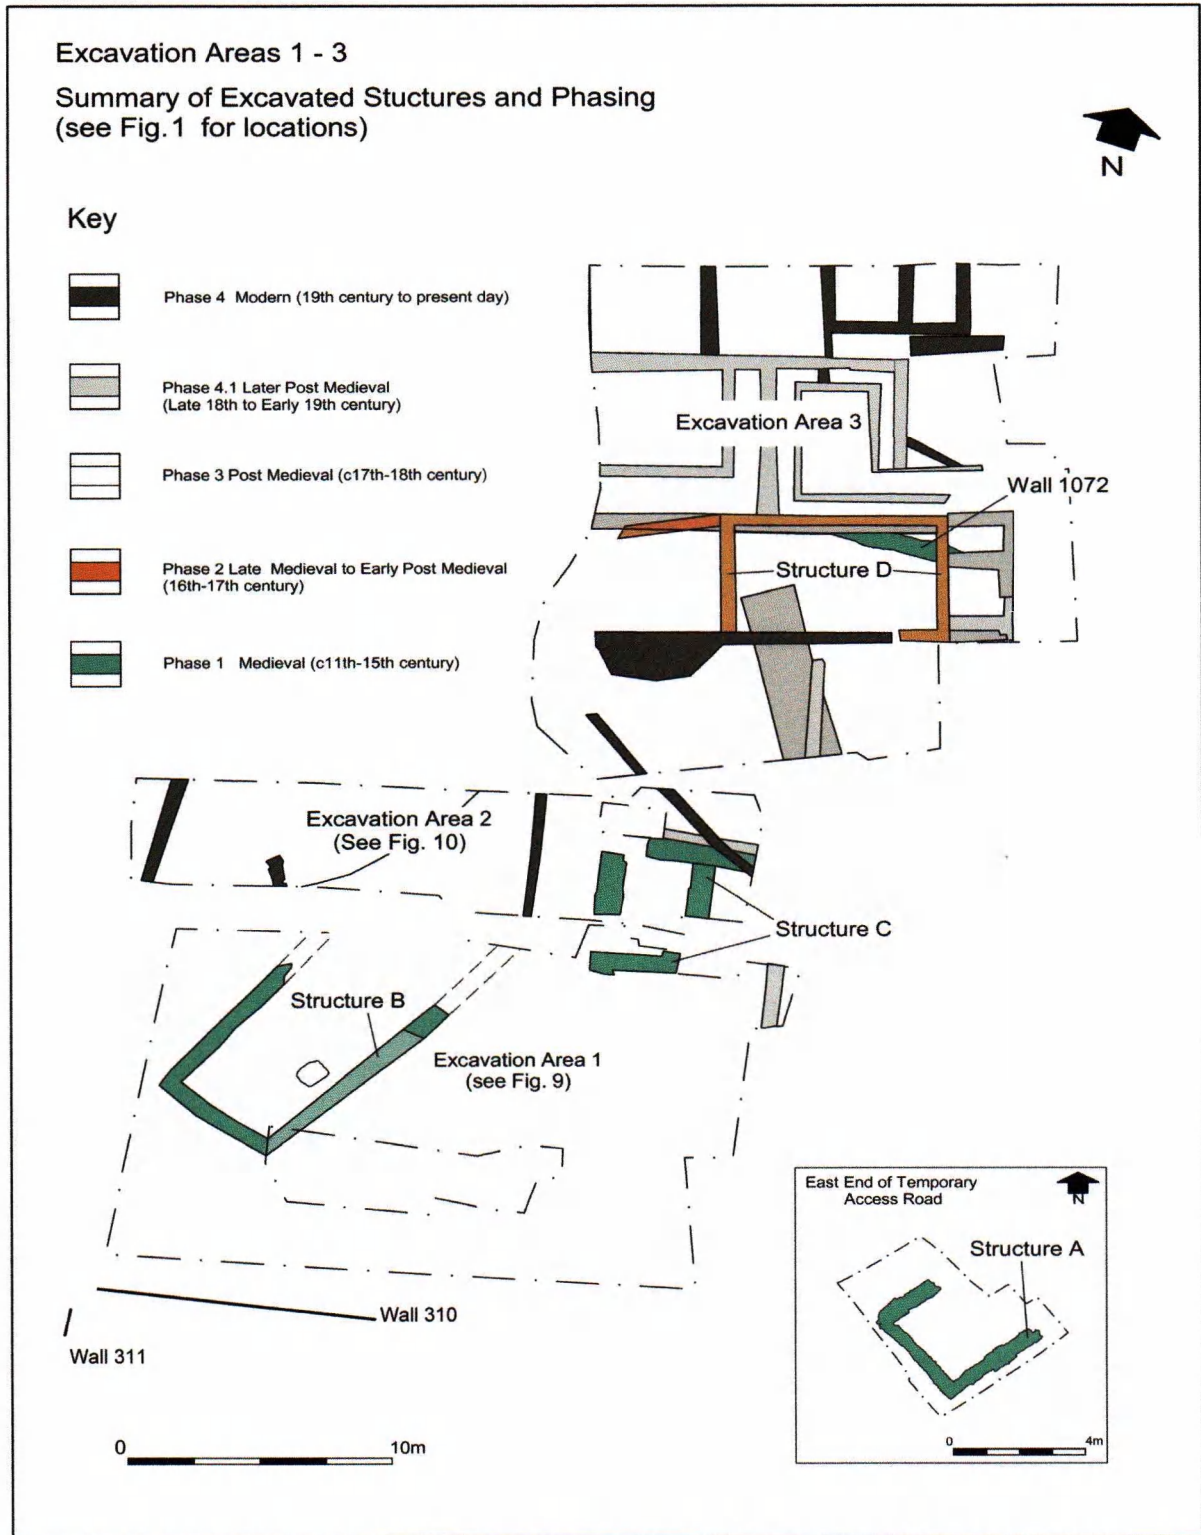 Excavation Areas 1 - 3
Summary of Excavated Stuctures and Phasing
(see Fig.1 for locations)
N
Key
Phase 4 Modern (19th century to present day)
Phase 4.1 Later Post Medieval
(Late 18th to Early 19th century)
Phase 3 Post Medieval (c17th-18th century)
Phase 2 Late Medieval to Early Post Medieval
(16th-17th century)
Phase 1 Medieval (c11th-15th century)
Excavation Area 3
Wall 1072
Structure D
Excavation Area 2
(See Fig. 10)
Structure C
Structure B
Excavation Area 1
(see Fig. 9)
East End of Temporary
Access Road
N
Structure A
Wall 310
Wall 311
0 10m
0 4m